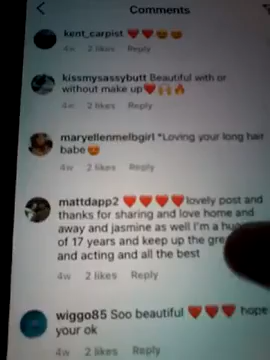 Comments
kent_carpist ❤️❤️😍😍
4w 2 likes Reply
kissmysassybutt Beautiful with or
without make up❤️🙌🔥
4w 2 likes Reply
maryellenmelbgirl *Loving your long hair
babe😍
4w 2 likes Reply
mattdapp2 ❤️❤️❤️❤️lovely post and
thanks for sharing and love home and
away and jasmine as well I'm a
of 17 years and keep up the
and acting and all the best
4w 2 likes Reply
wiggo85 Soo beautiful ❤️❤️❤️ hope
your ok
4w 2 likes Reply